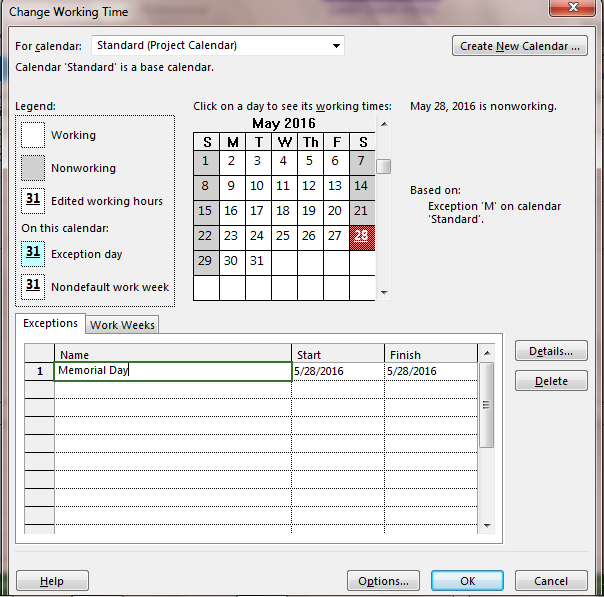 Change Working Time
x
For calendar: Standard (Project Calendar)
Create New Calendar ...
Calendar 'Standard' is a base calendar.
Legend:
Click on a day to see its working times:
May 28, 2016 is nonworking.
Working
Nonworking
31 Edited working hours
On this calendar:
31 Exception day
31 Nondefault work week
May 2016
S M T W Th F S
1 2 3 4 5 6 7
8 9 10 11 12 13 14
15 16 17 18 19 20 21
22 23 24 25 26 27 28
29 30 31
Based on:
Exception 'M' on calendar
'Standard'.
Exceptions Work Weeks
Name Start Finish
1 Memorial Day 5/28/2016 5/28/2016
Details...
Delete
Help Options... OK Cancel